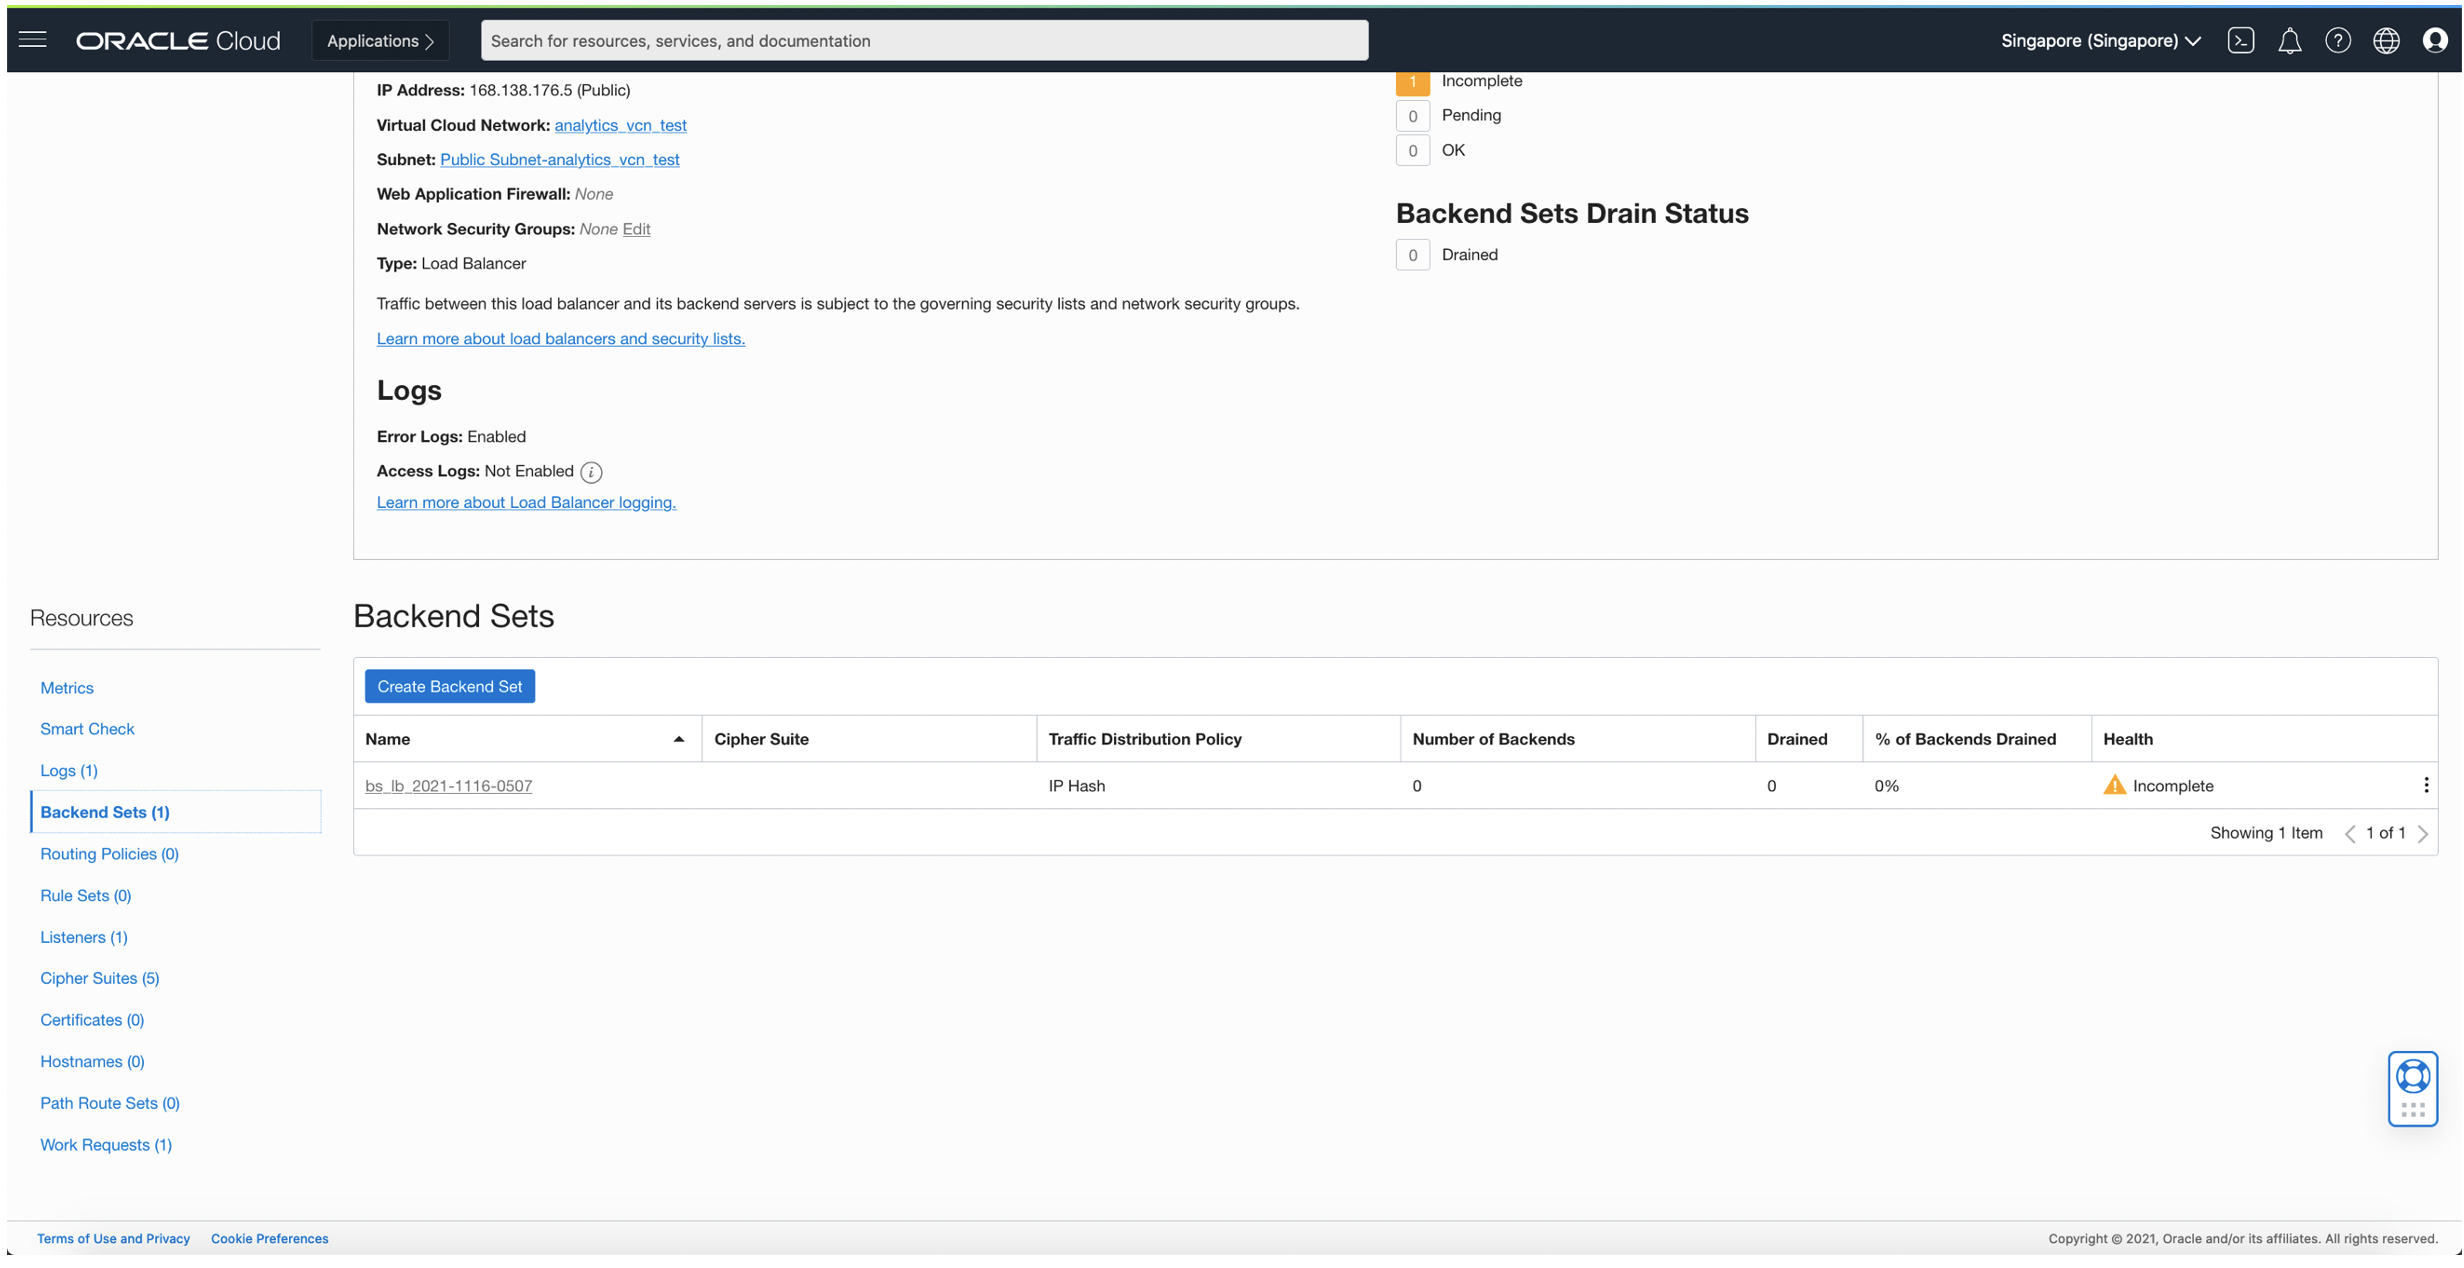 ORACLE Cloud
Applications
Search for resources, services, and documentation
Singapore (Singapore)
IP Address: 168.138.176.5 (Public)
Virtual Cloud Network: analytics_vcn_test
Subnet: Public Subnet-analytics_vcn_test
Web Application Firewall: None
Network Security Groups: None Edit
Type: Load Balancer
Traffic between this load balancer and its backend servers is subject to the governing security lists and network security groups.
Learn more about load balancers and security lists.
Logs
Error Logs: Enabled
Access Logs: Not Enabled i
Learn more about Load Balancer logging.
1 Incomplete
0 Pending
0 OK
Backend Sets Drain Status
0 Drained
Resources
Metrics
Smart Check
Logs (1)
Backend Sets (1)
Routing Policies (0)
Rule Sets (0)
Listeners (1)
Cipher Suites (5)
Certificates (0)
Hostnames (0)
Path Route Sets (0)
Work Requests (1)
Backend Sets
Create Backend Set
Name Cipher Suite Traffic Distribution Policy Number of Backends Drained % of Backends Drained Health
bs_lb_2021-1116-0507 IP Hash 0 0 0% Incomplete
Showing 1 Item 1 of 1
Terms of Use and Privacy Cookie Preferences
Copyright © 2021, Oracle and/or its affiliates. All rights reserved.